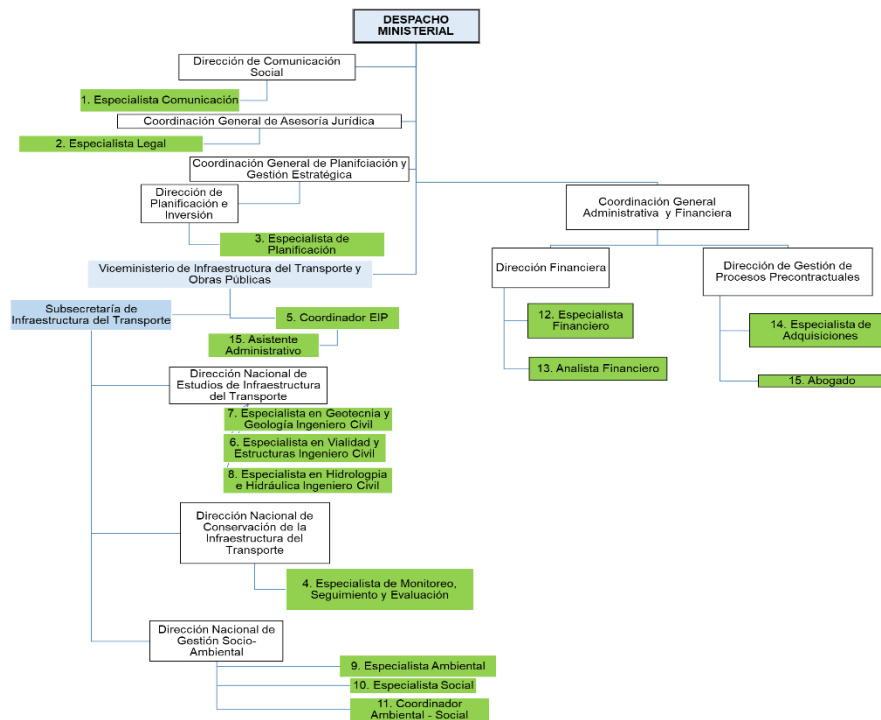 DESPACHO
MINISTERIAL
Dirección de Comunicación
Social
1. Especialista Comunicación
Coordinación General de Asesoría Jurídica
2. Especialista Legal
Coordinación General de Planifciación y
Gestión Estratégica
Dirección de
Planificación e
Inversión
3. Especialista de
Planificación
Viceministerio de Infraestructura del Transporte y
Obras Públicas
Subsecretaría de
Infraestructura del Transporte
5. Coordinador EIP
15. Asistente
Administrativo
Dirección Nacional de
Estudios de Infraestructura
del Transporte
7. Especialista en Geotecnia y
Geología Ingeniero Civil
6. Especialista en Vialidad y
Estructuras Ingeniero Civil
8. Especialista en Hidrologpia
e Hidráulica Ingeniero Civil
Dirección Nacional de
Conservación de la
Infraestructura del
Transporte
4. Especialista de Monitoreo,
Seguimiento y Evaluación
Dirección Nacional de
Gestión Socio-
Ambiental
9. Especialista Ambiental
10. Especialista Social
11. Coordinador
Ambiental - Social
Coordinación General
Administrativa y Financiera
Dirección Financiera
12. Especialista
Financiero
13. Analista Financiero
Dirección de Gestión de
Procesos Precontractuales
14. Especialista de
Adquisiciones
15. Abogado